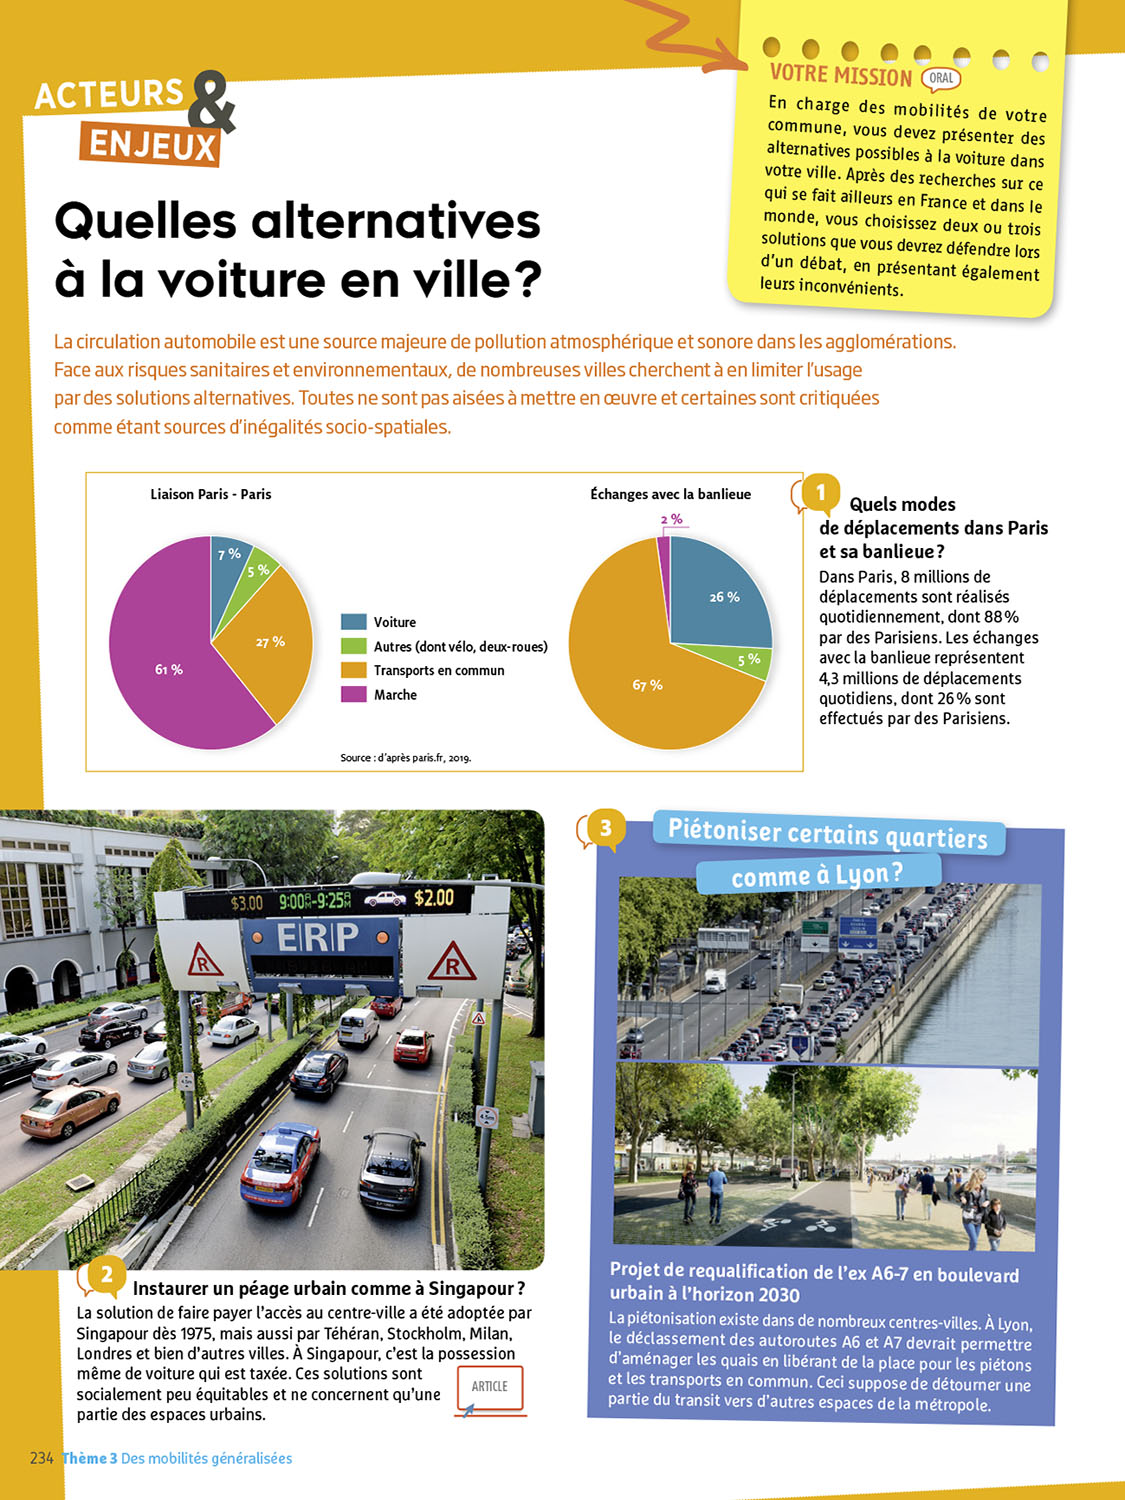 ACTEURS &
ENJEUX
VOTRE MISSION ORAL
En charge des mobilités de votre
commune, vous devez présenter des
alternatives possibles à la voiture dans
votre ville. Après des recherches sur ce
qui se fait ailleurs en France et dans le
monde, vous choisissez deux ou trois
solutions que vous devrez défendre lors
d'un débat, en présentant également
leurs inconvénients.
Quelles alternatives
à la voiture en ville ?
La circulation automobile est une source majeure de pollution atmosphérique et sonore dans les agglomérations.
Face aux risques sanitaires et environnementaux, de nombreuses villes cherchent à en limiter l'usage
par des solutions alternatives. Toutes ne sont pas aisées à mettre en œuvre et certaines sont critiquées
comme étant sources d'inégalités socio-spatiales.
Liaison Paris - Paris
7 %
5 %
27 %
61 %
Voiture
Autres (dont vélo, deux-roues)
Transports en commun
Marche
Source : d'après paris.fr, 2019.
Échanges avec la banlieue
2 %
26 %
5 %
67 %
1
Quels modes
de déplacements dans Paris
et sa banlieue ?
Dans Paris, 8 millions de
déplacements sont réalisés
quotidiennement, dont 88 %
par des Parisiens. Les échanges
avec la banlieue représentent
4,3 millions de déplacements
quotidiens, dont 26 % sont
effectués par des Parisiens.
$3.00 9:00AM-9:25AM $2.00
ERP
R
R
4.5m
4.5m
2
Instaurer un péage urbain comme à Singapour ?
La solution de faire payer l'accès au centre-ville a été adoptée par
Singapour dès 1975, mais aussi par Téhéran, Stockholm, Milan,
Londres et bien d'autres villes. À Singapour, c'est la possession
même de voiture qui est taxée. Ces solutions sont
socialement peu équitables et ne concernent qu'une
partie des espaces urbains.
ARTICLE
3
Piétoniser certains quartiers
comme à Lyon ?
Projet de requalification de l'ex A6-7 en boulevard
urbain à l'horizon 2030
La piétonisation existe dans de nombreux centres-villes. À Lyon,
le déclassement des autoroutes A6 et A7 devrait permettre
d'aménager les quais en libérant de la place pour les piétons
et les transports en commun. Ceci suppose de détourner une
partie du transit vers d'autres espaces de la métropole.
234 Thème 3 Des mobilités généralisées